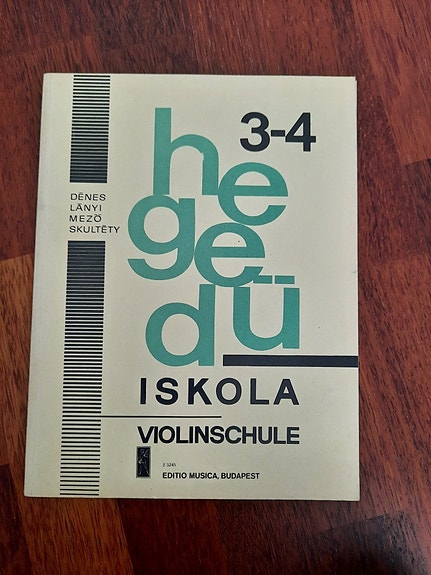 3-4
he
ge
dű
DÉNES
LÁNYI
MEZŐ
SKULTÉTY
ISKOLA
VIOLINSCHULE
Z 5245
EDITIO MUSICA, BUDAPEST